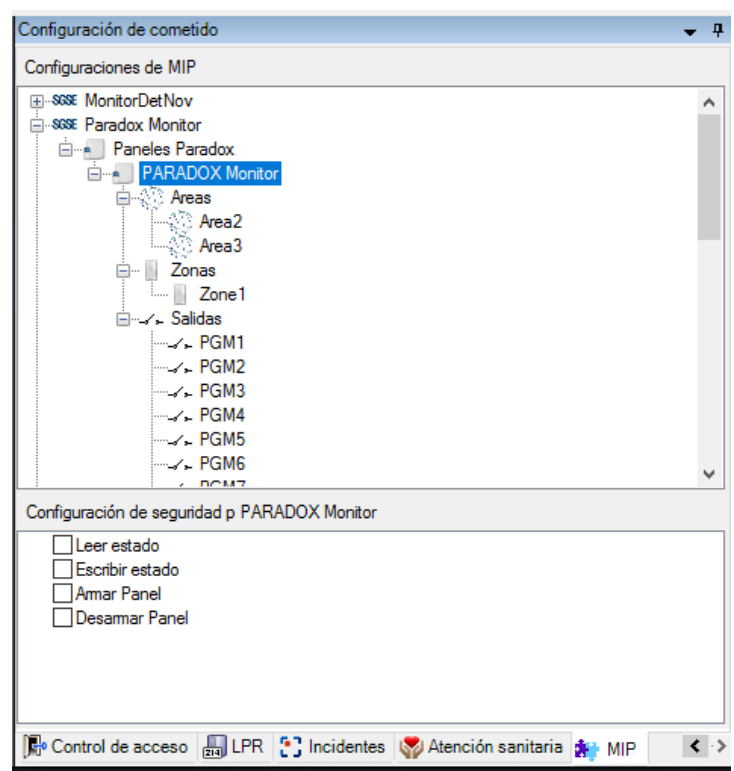 Configuración de cometido
Configuraciones de MIP
SGSE MonitorDetNov
SGSE Paradox Monitor
Paneles Paradox
PARADOX Monitor
Areas
Area2
Area3
Zonas
Zone1
Salidas
PGM1
PGM2
PGM3
PGM4
PGM5
PGM6
PGM7
Configuración de seguridad p PARADOX Monitor
Leer estado
Escribir estado
Armar Panel
Desarmar Panel
Control de acceso 214 LPR Incidentes Atención sanitaria MIP